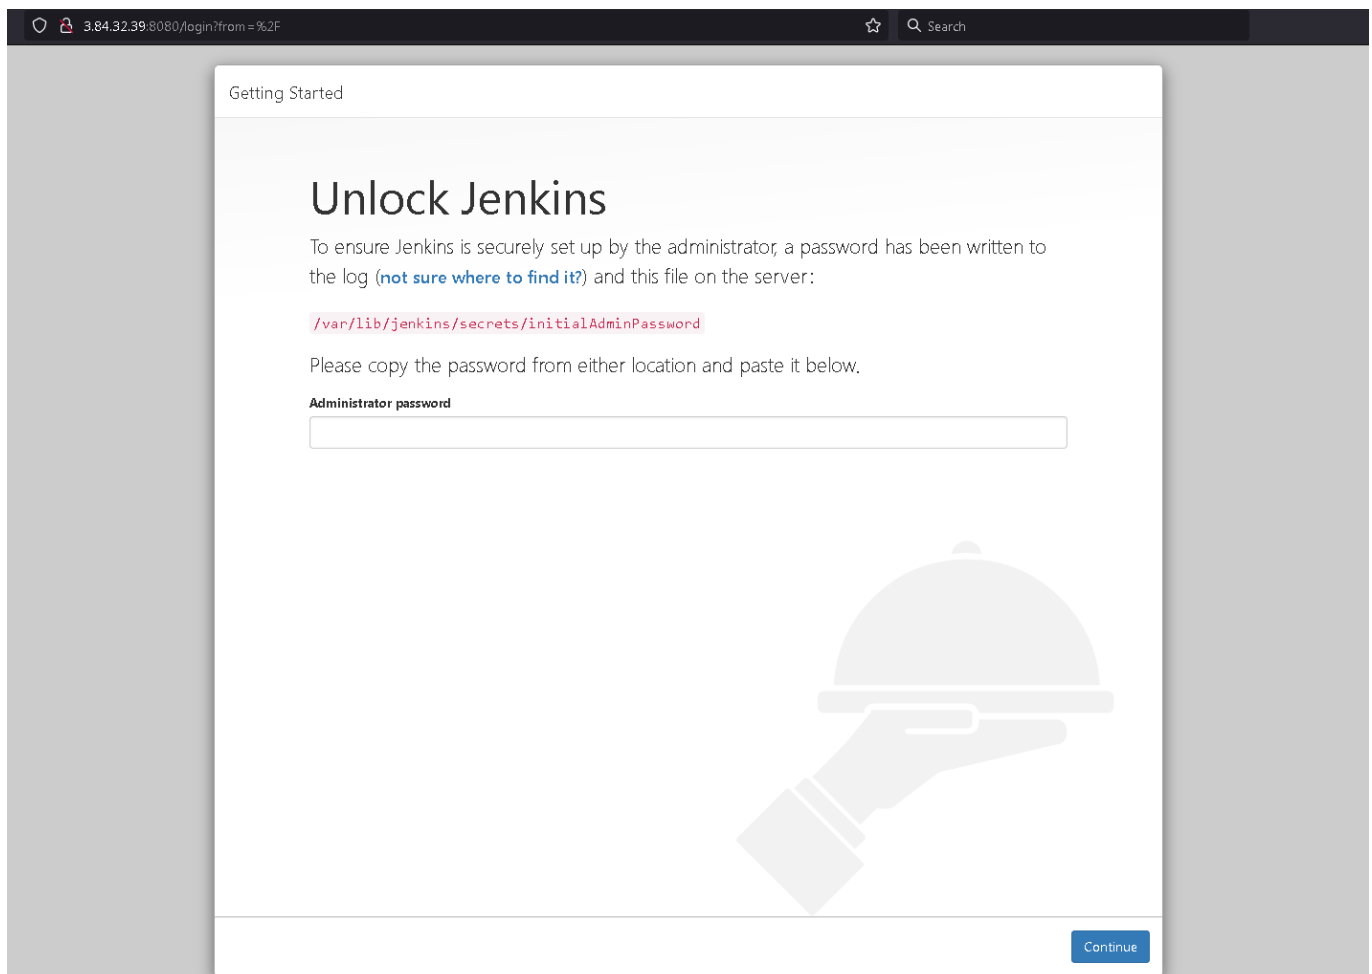 3.84.32.39:8080/login?from=%2F
Search
Getting Started
Unlock Jenkins
To ensure Jenkins is securely set up by the administrator, a password has been written to
the log (not sure where to find it?) and this file on the server:
/var/lib/jenkins/secrets/initialAdminPassword
Please copy the password from either location and paste it below.
Administrator password
Continue